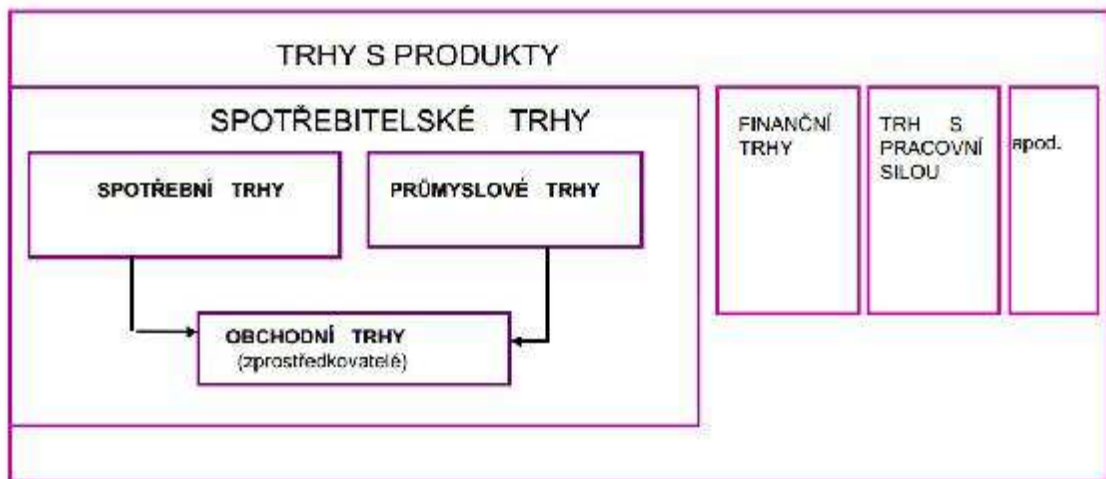 TRHY S PRODUKTY
SPOTŘEBITELSKÉ TRHY
SPOTŘEBNÍ TRHY
PRŮMYSLOVÉ TRHY
OBCHODNÍ TRHY
(zprostředkovatelé)
FINANČNÍ
TRHY
TRH S
PRACOVNÍ
SILOU
apod.